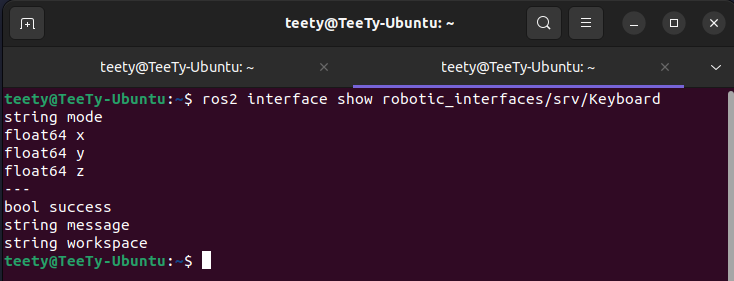 teety@TeeTy-Ubuntu: ~
teety@TeeTy-Ubuntu: ~
teety@TeeTy-Ubuntu: ~
teety@TeeTy-Ubuntu:~$ ros2 interface show robotic_interfaces/srv/Keyboard
string mode
float64 x
float64 y
float64 z
---
bool success
string message
string workspace
teety@TeeTy-Ubuntu:~$